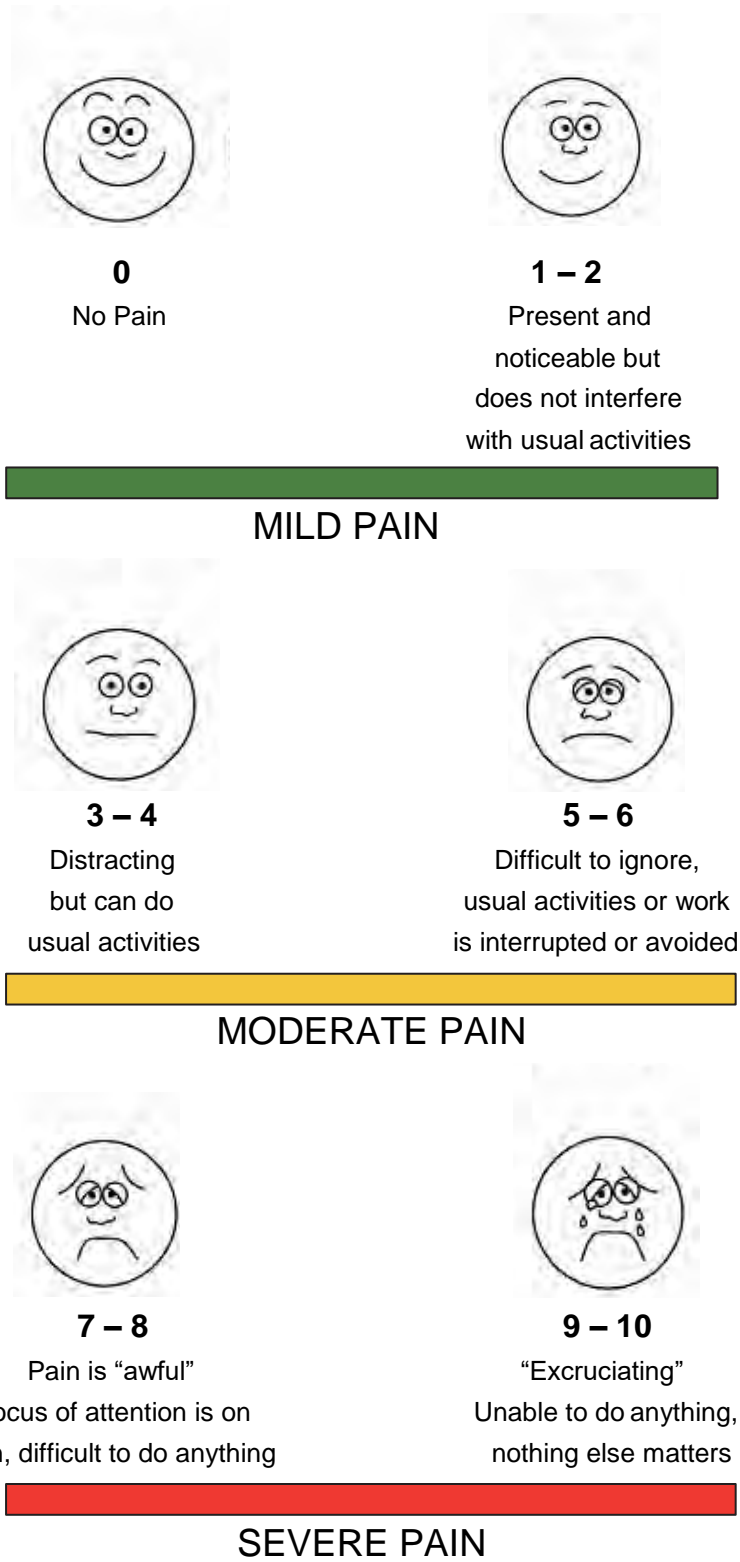 0
No Pain
1 – 2
Present and
noticeable but
does not interfere
with usual activities
MILD PAIN
3 – 4
Distracting
but can do
usual activities
5 – 6
Difficult to ignore,
usual activities or work
is interrupted or avoided
MODERATE PAIN
7 – 8
Pain is “awful”
of attention is on
difficult to do anything
9 – 10
“Excruciating”
Unable to do anything,
nothing else matters
SEVERE PAIN